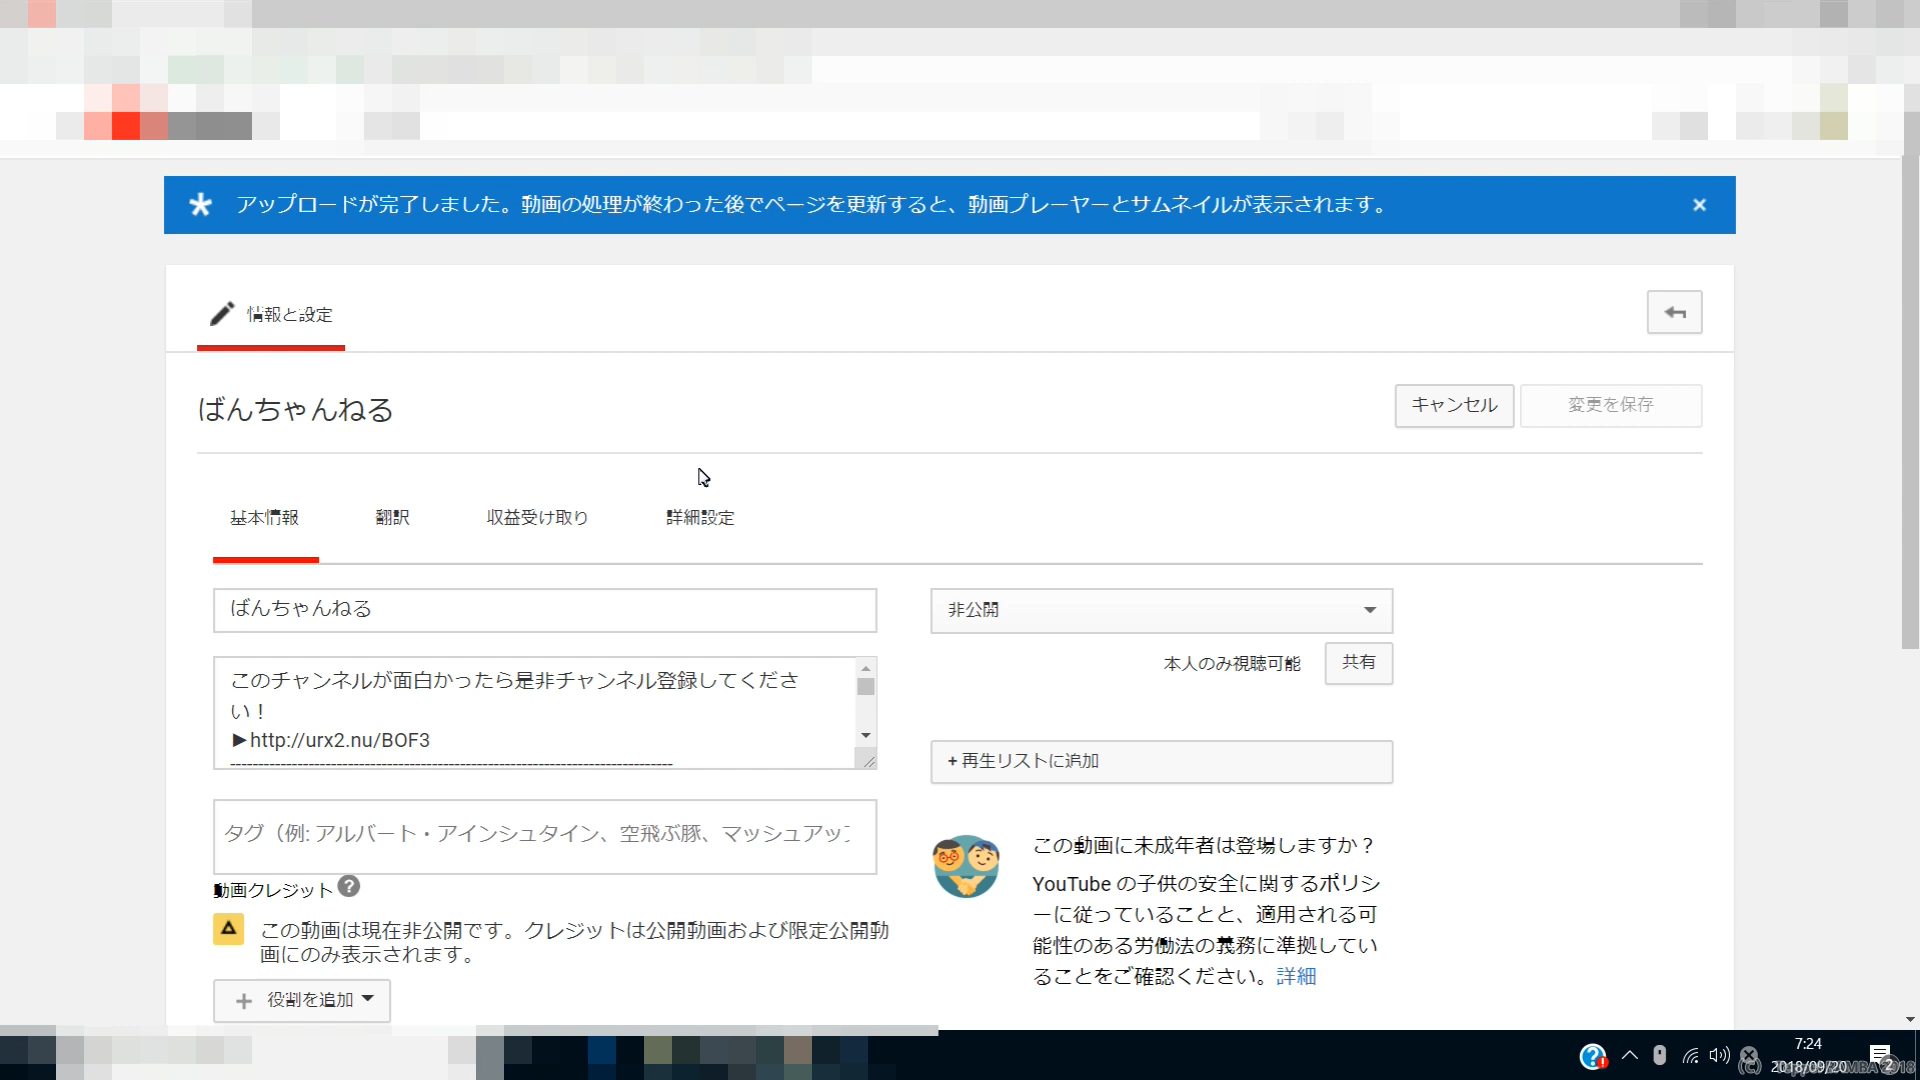 アップロードが完了しました。動画の処理が終わった後でページを更新すると、動画プレーヤーとサムネイルが表示されます。
情報と設定
ばんちゃんねる
キャンセル
変更を保存
基本情報
翻訳
収益受け取り
詳細設定
ばんちゃんねる
非公開
本人のみ視聴可能
共有
このチャンネルが面白かったら是非チャンネル登録してくださ
い！
▶http://urx2.nu/BOF3
--------------------------------------------------------------------------------
+ 再生リストに追加
タグ（例: アルバート・アインシュタイン、空飛ぶ豚、マッシュアップ
動画クレジット
この動画は現在非公開です。クレジットは公開動画および限定公開動
画にのみ表示されます。
役割を追加
この動画に未成年者は登場しますか？
YouTube の子供の安全に関するポリシ
ーに従っていることと、適用される可
能性のある労働法の義務に準拠してい
ることをご確認ください。詳細
7:24
2018/09/20
2